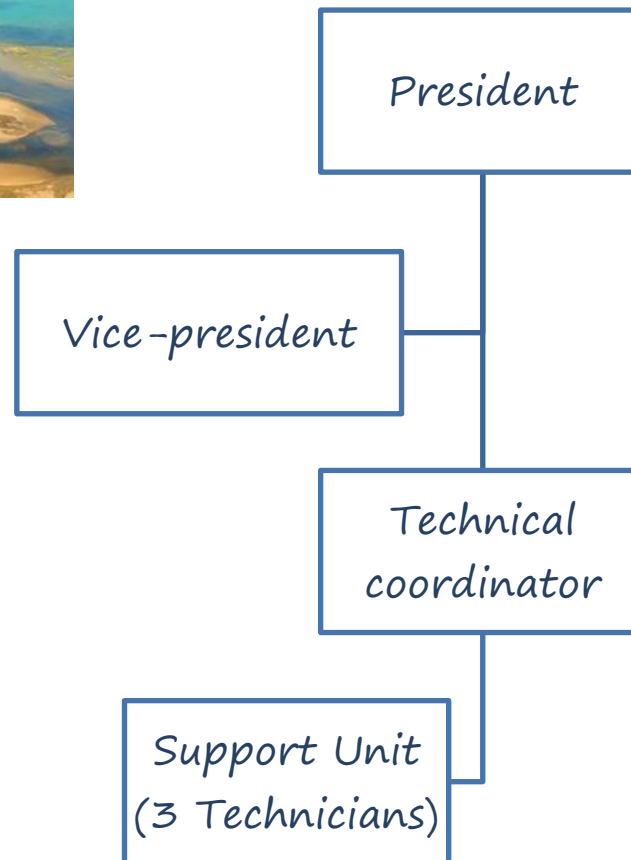 President
Vice-president
Technical
coordinator
Support Unit
(3 Technicians)